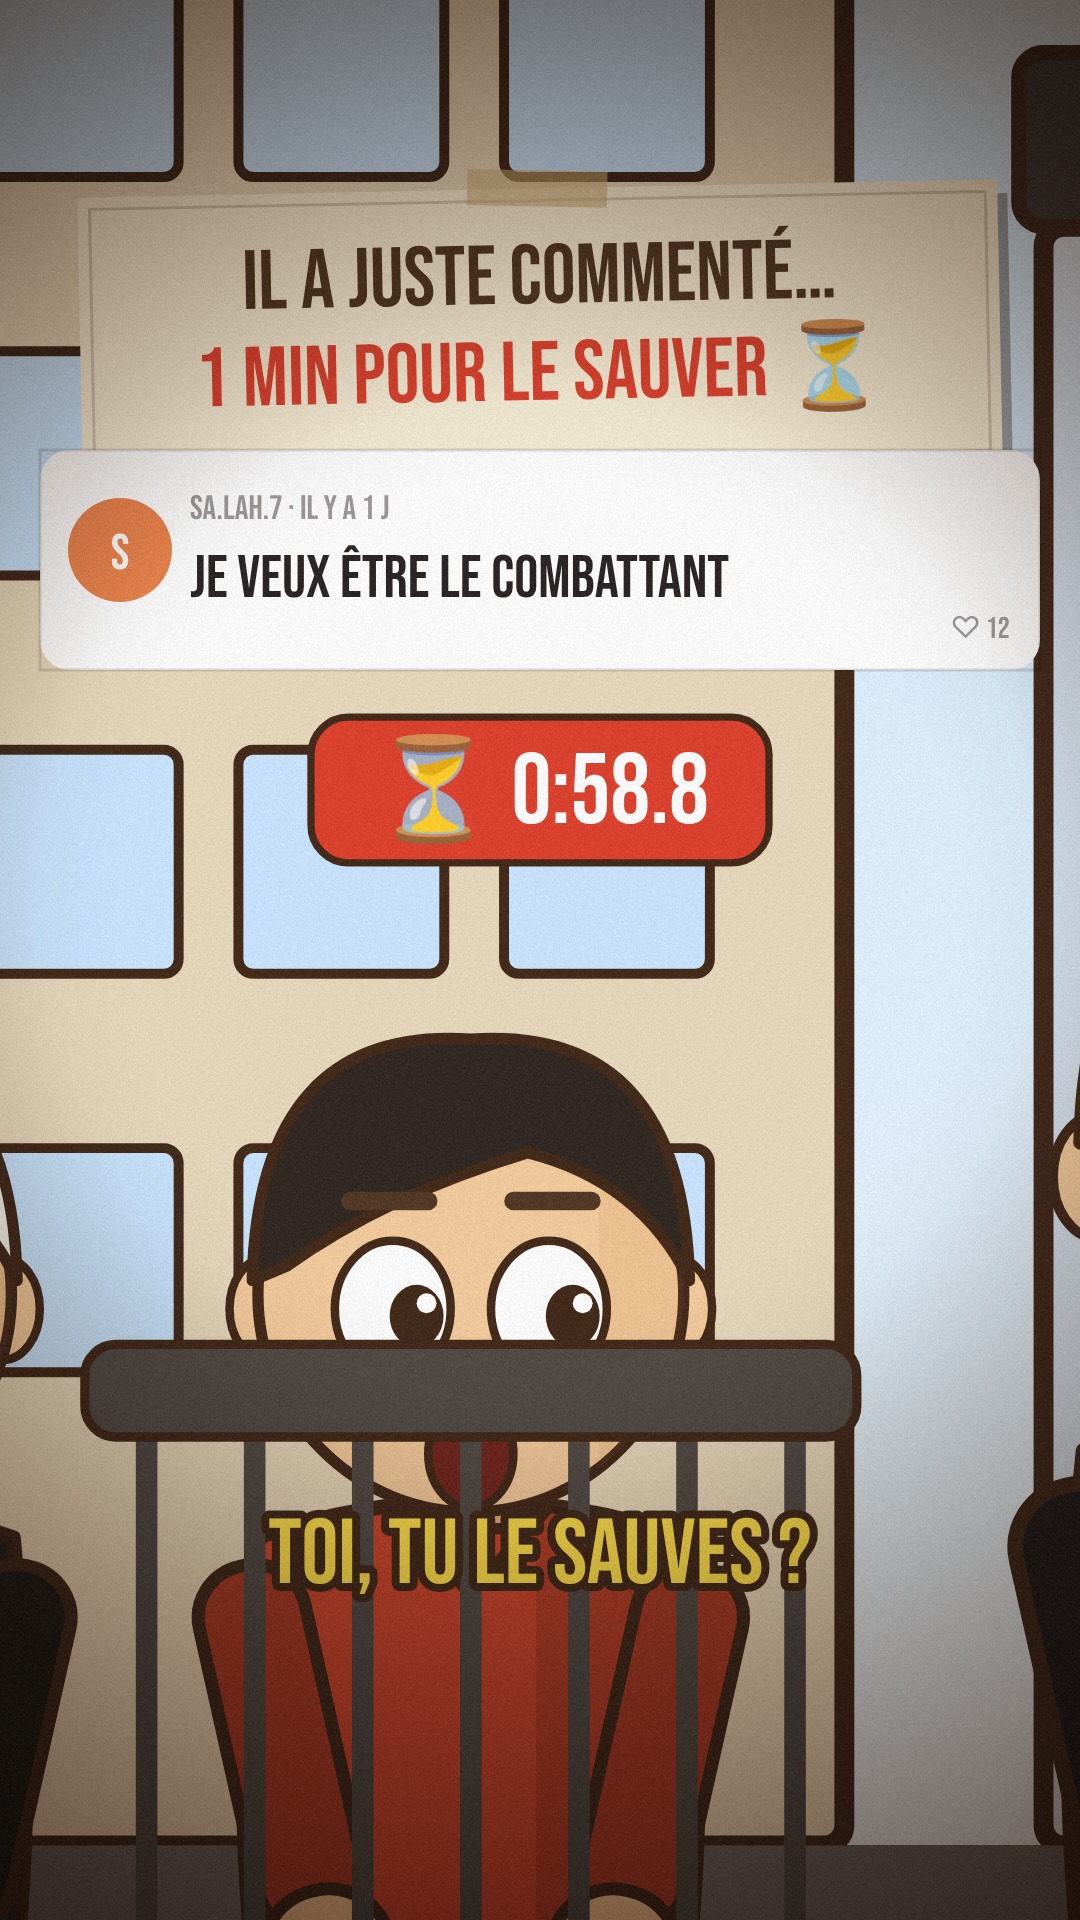 IL A JUSTE COMMENTÉ...
1 MIN POUR LE SAUVER ⏳
SA.LAH.7 · IL Y A 1 J
S
JE VEUX ÊTRE LE COMBATTANT
♡ 12
⏳ 0:58.8
TOI, TU LE SAUVES ?